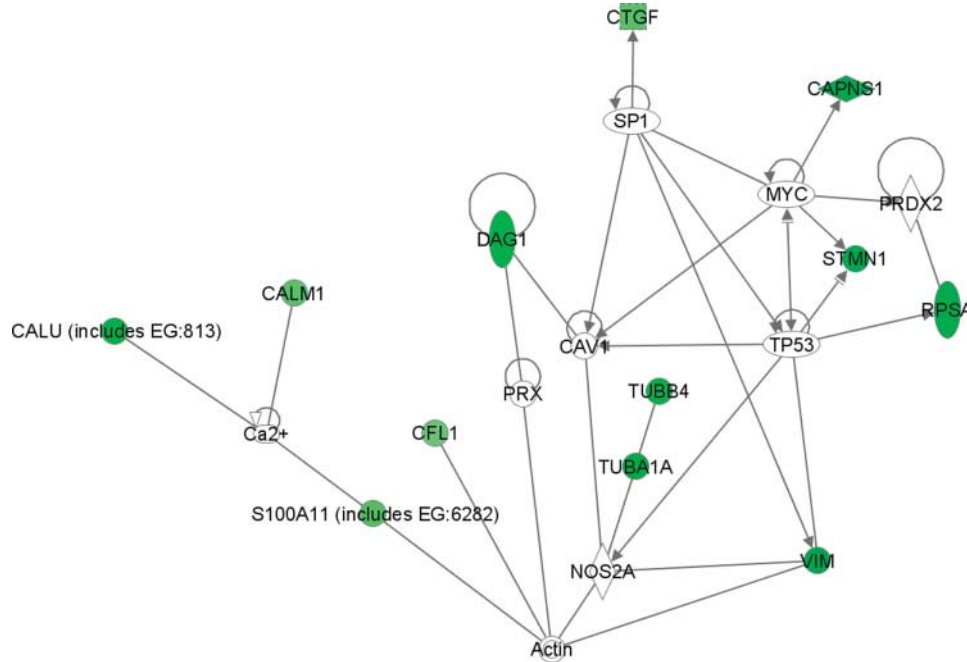 CTGF
CAPNS1
SP1
MYC
PRDX2
DAG1
STMN1
CALM1
RPSA
CALU (includes EG:813)
CAV1
TP53
PRX
TUBB4
Ca2+
CFL1
TUBA1A
S100A11 (includes EG:6282)
VIM
NOS2A
Actin